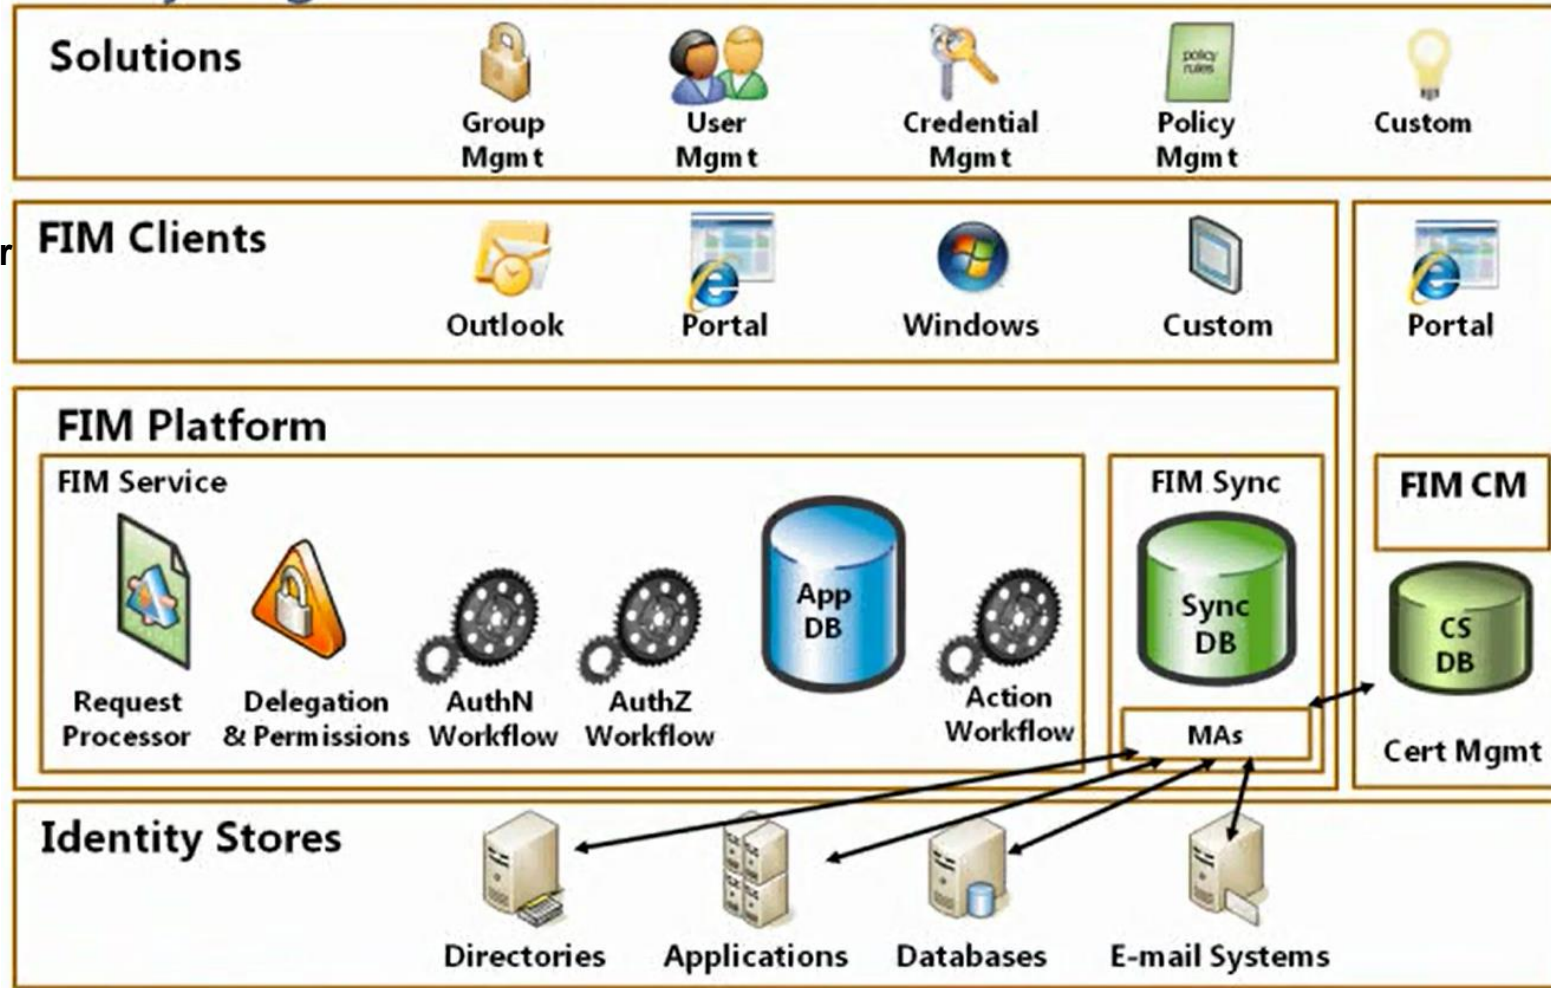 Solutions
policy
rules
Group
Mgmt
User
Mgmt
Credential
Mgmt
Policy
Mgmt
Custom
r
FIM Clients
Outlook
Portal
Windows
Custom
Portal
FIM Platform
FIM Service
Request
Processor
Delegation
& Permissions
AuthN
Workflow
AuthZ
Workflow
App
DB
Action
Workflow
FIM Sync
Sync
DB
MAs
FIM CM
CS
DB
Cert Mgmt
Identity Stores
Directories
Applications
Databases
E-mail Systems